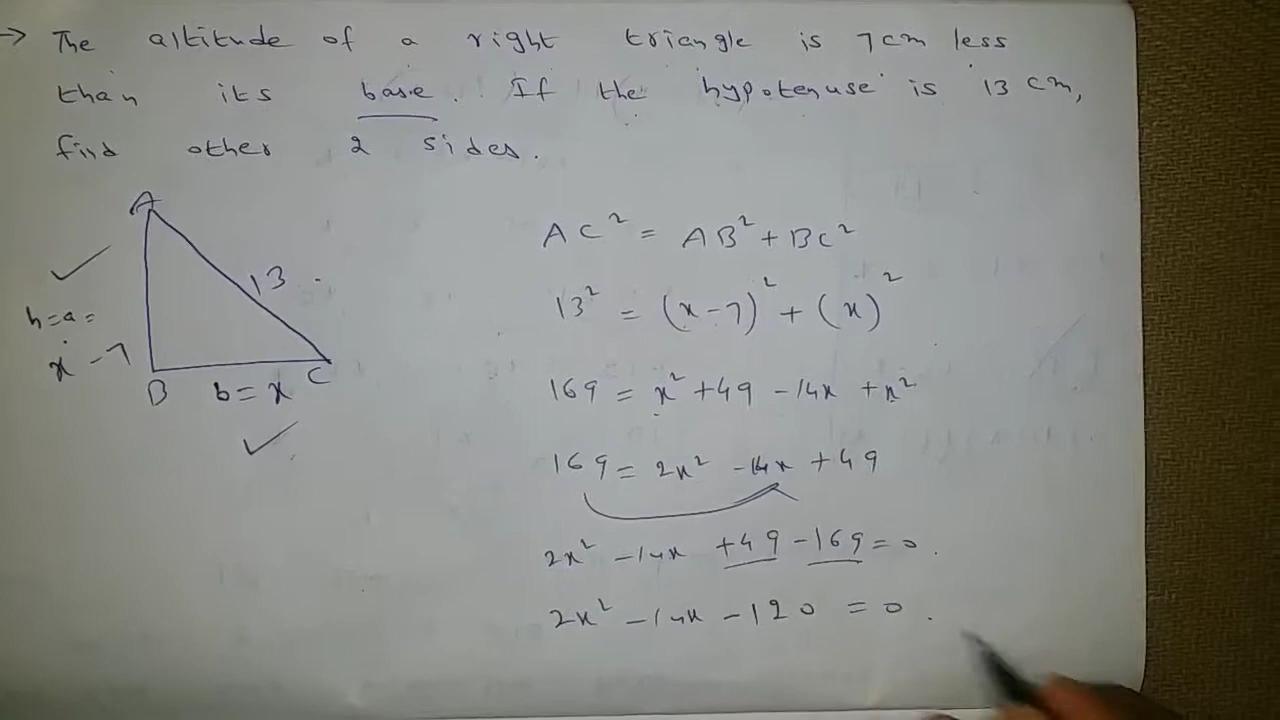 → The altitude of a right triangle is 7cm less
than its base. If the hypotenuse is 13 cm,
find other 2 sides.
A
13
h=a=
x-7
B
b=x
C
AC² = AB²+BC²
13² = (x-7)² + (x)²
169 = x²+49 -14x +x²
169 = 2x² -14x +49
2x² -14x +49 -169 = 0.
2x² -14x -120 = 0.